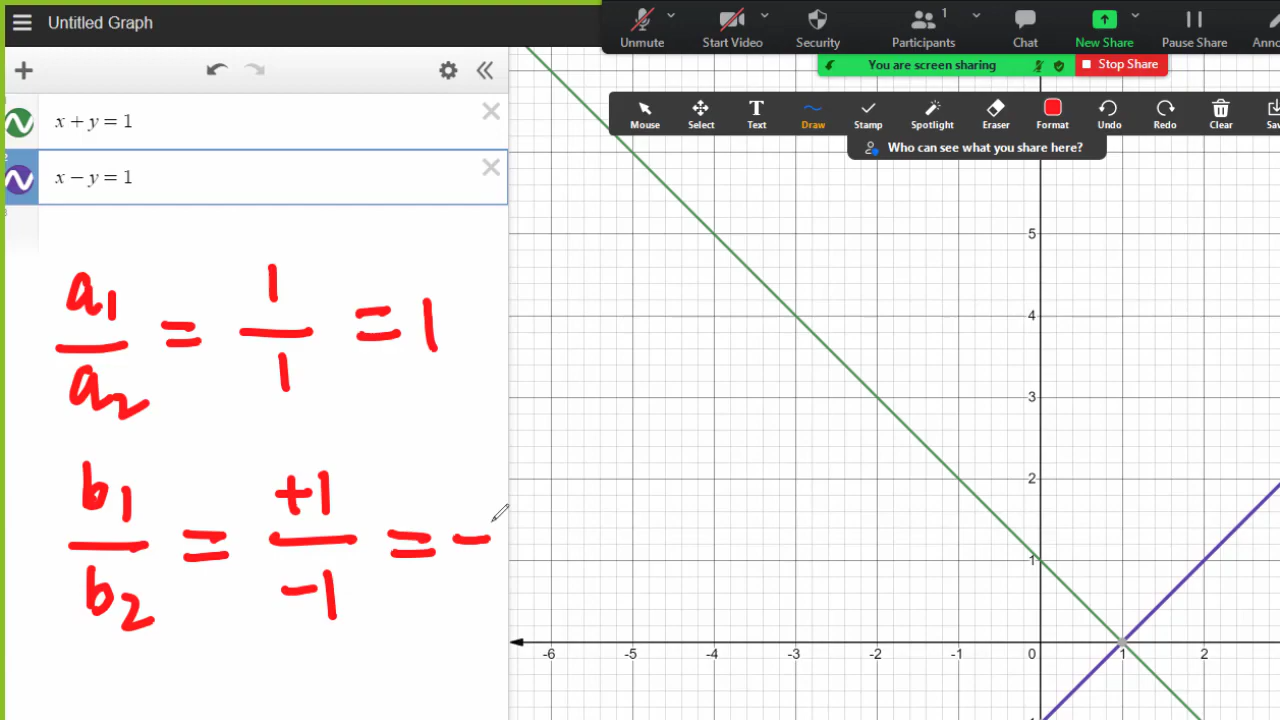 Untitled Graph
Unmute Start Video Security Participants 1 Chat New Share Pause Share
You are screen sharing Stop Share
Mouse Select Text Draw Stamp Spotlight Eraser Format Undo Redo Clear
Who can see what you share here?
1
x + y = 1
2
x − y = 1
3
a1/a2 = 1/1 = 1
b1/b2 = +1/-1 = -
5
4
3
2
1
-6 -5 -4 -3 -2 -1 0 1 2